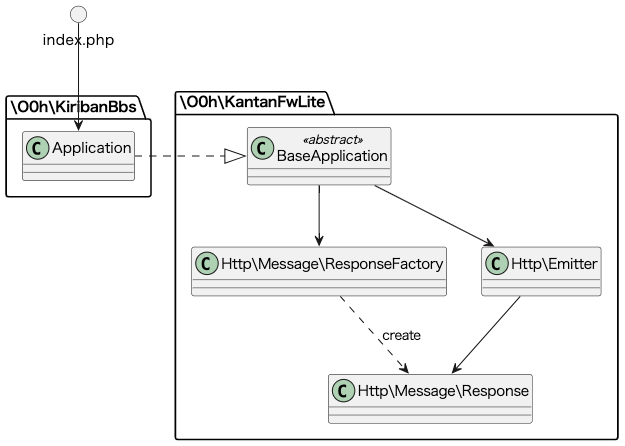 index.php
\O0h\KiribanBbs
\O0h\KantanFwLite
C Application
«abstract»
C BaseApplication
C Http\Message\ResponseFactory
C Http\Emitter
create
C Http\Message\Response